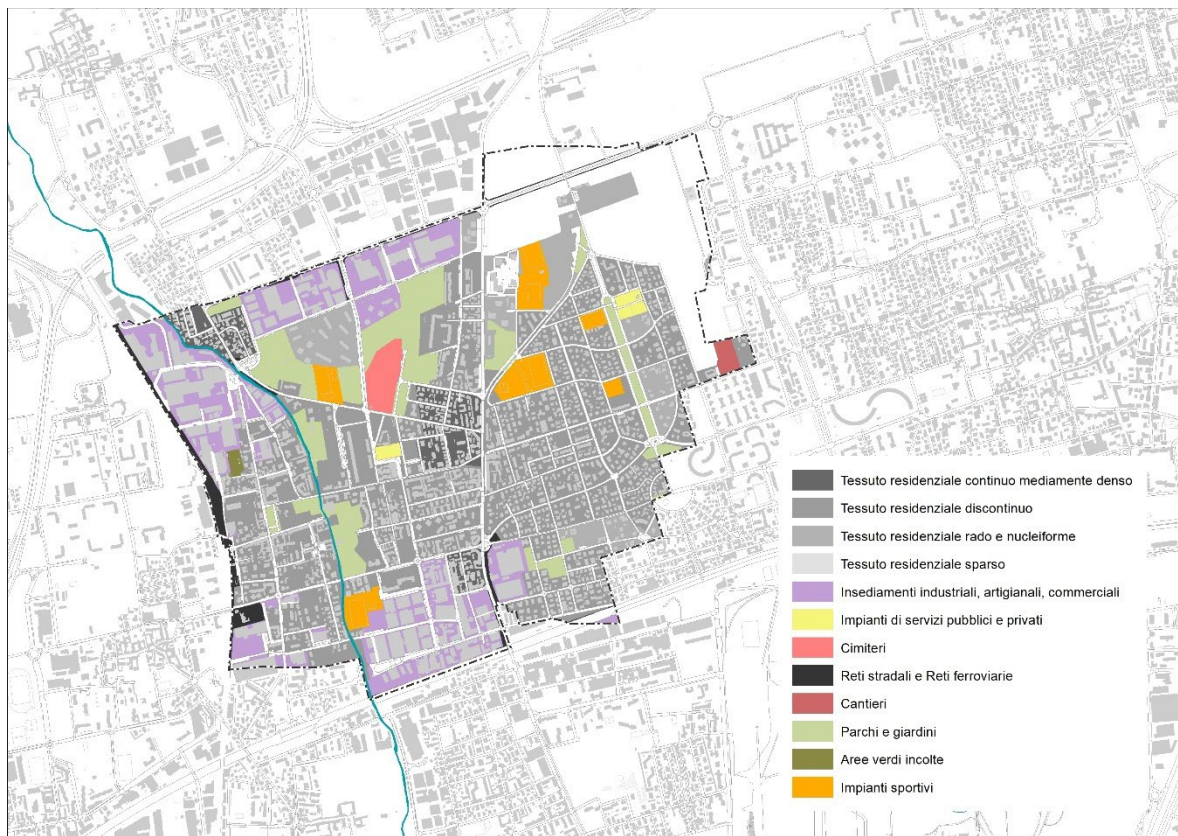 Tessuto residenziale continuo mediamente denso
Tessuto residenziale discontinuo
Tessuto residenziale rado e nucleiforme
Tessuto residenziale sparso
Insediamenti industriali, artigianali, commerciali
Impianti di servizi pubblici e privati
Cimiteri
Reti stradali e Reti ferroviarie
Cantieri
Parchi e giardini
Aree verdi incolte
Impianti sportivi